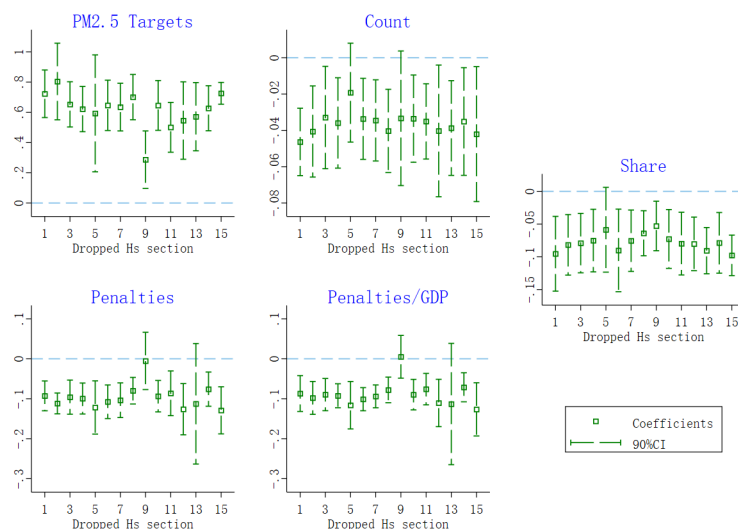 PM2.5 Targets
1
.8
.6
.4
.2
0
1 3 5 7 9 11 13 15
Dropped Hs section
Count
0
-.02
-.04
-.06
-.08
1 3 5 7 9 11 13 15
Dropped Hs section
Share
0
-.05
-.1
-.15
1 3 5 7 9 11 13 15
Dropped Hs section
Penalties
.1
0
-.1
-.2
-.3
1 3 5 7 9 11 13 15
Dropped Hs section
Penalties/GDP
.1
0
-.1
-.2
-.3
1 3 5 7 9 11 13 15
Dropped Hs section
Coefficients
90%CI